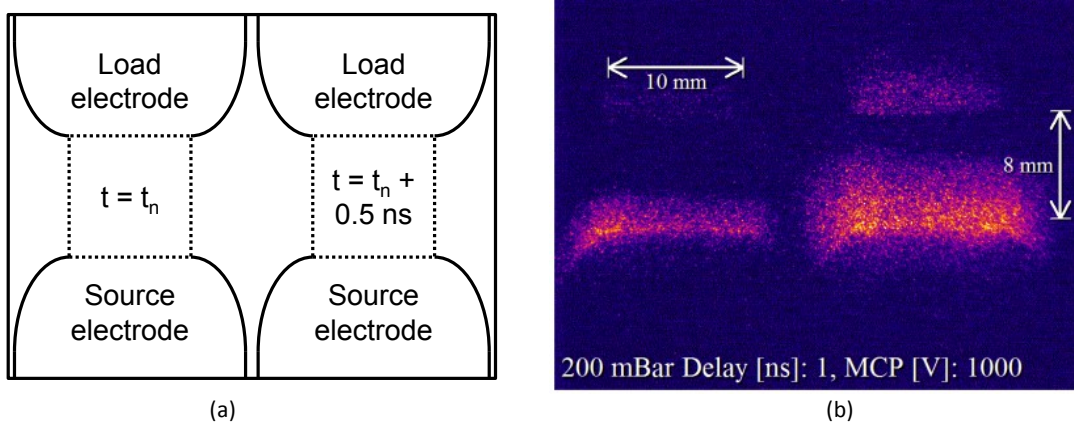 Load
electrode
Load
electrode
t = tₙ
t = tₙ +
0.5 ns
Source
electrode
Source
electrode
(a)
10 mm
8 mm
200 mBar Delay [ns]: 1, MCP [V]: 1000
(b)